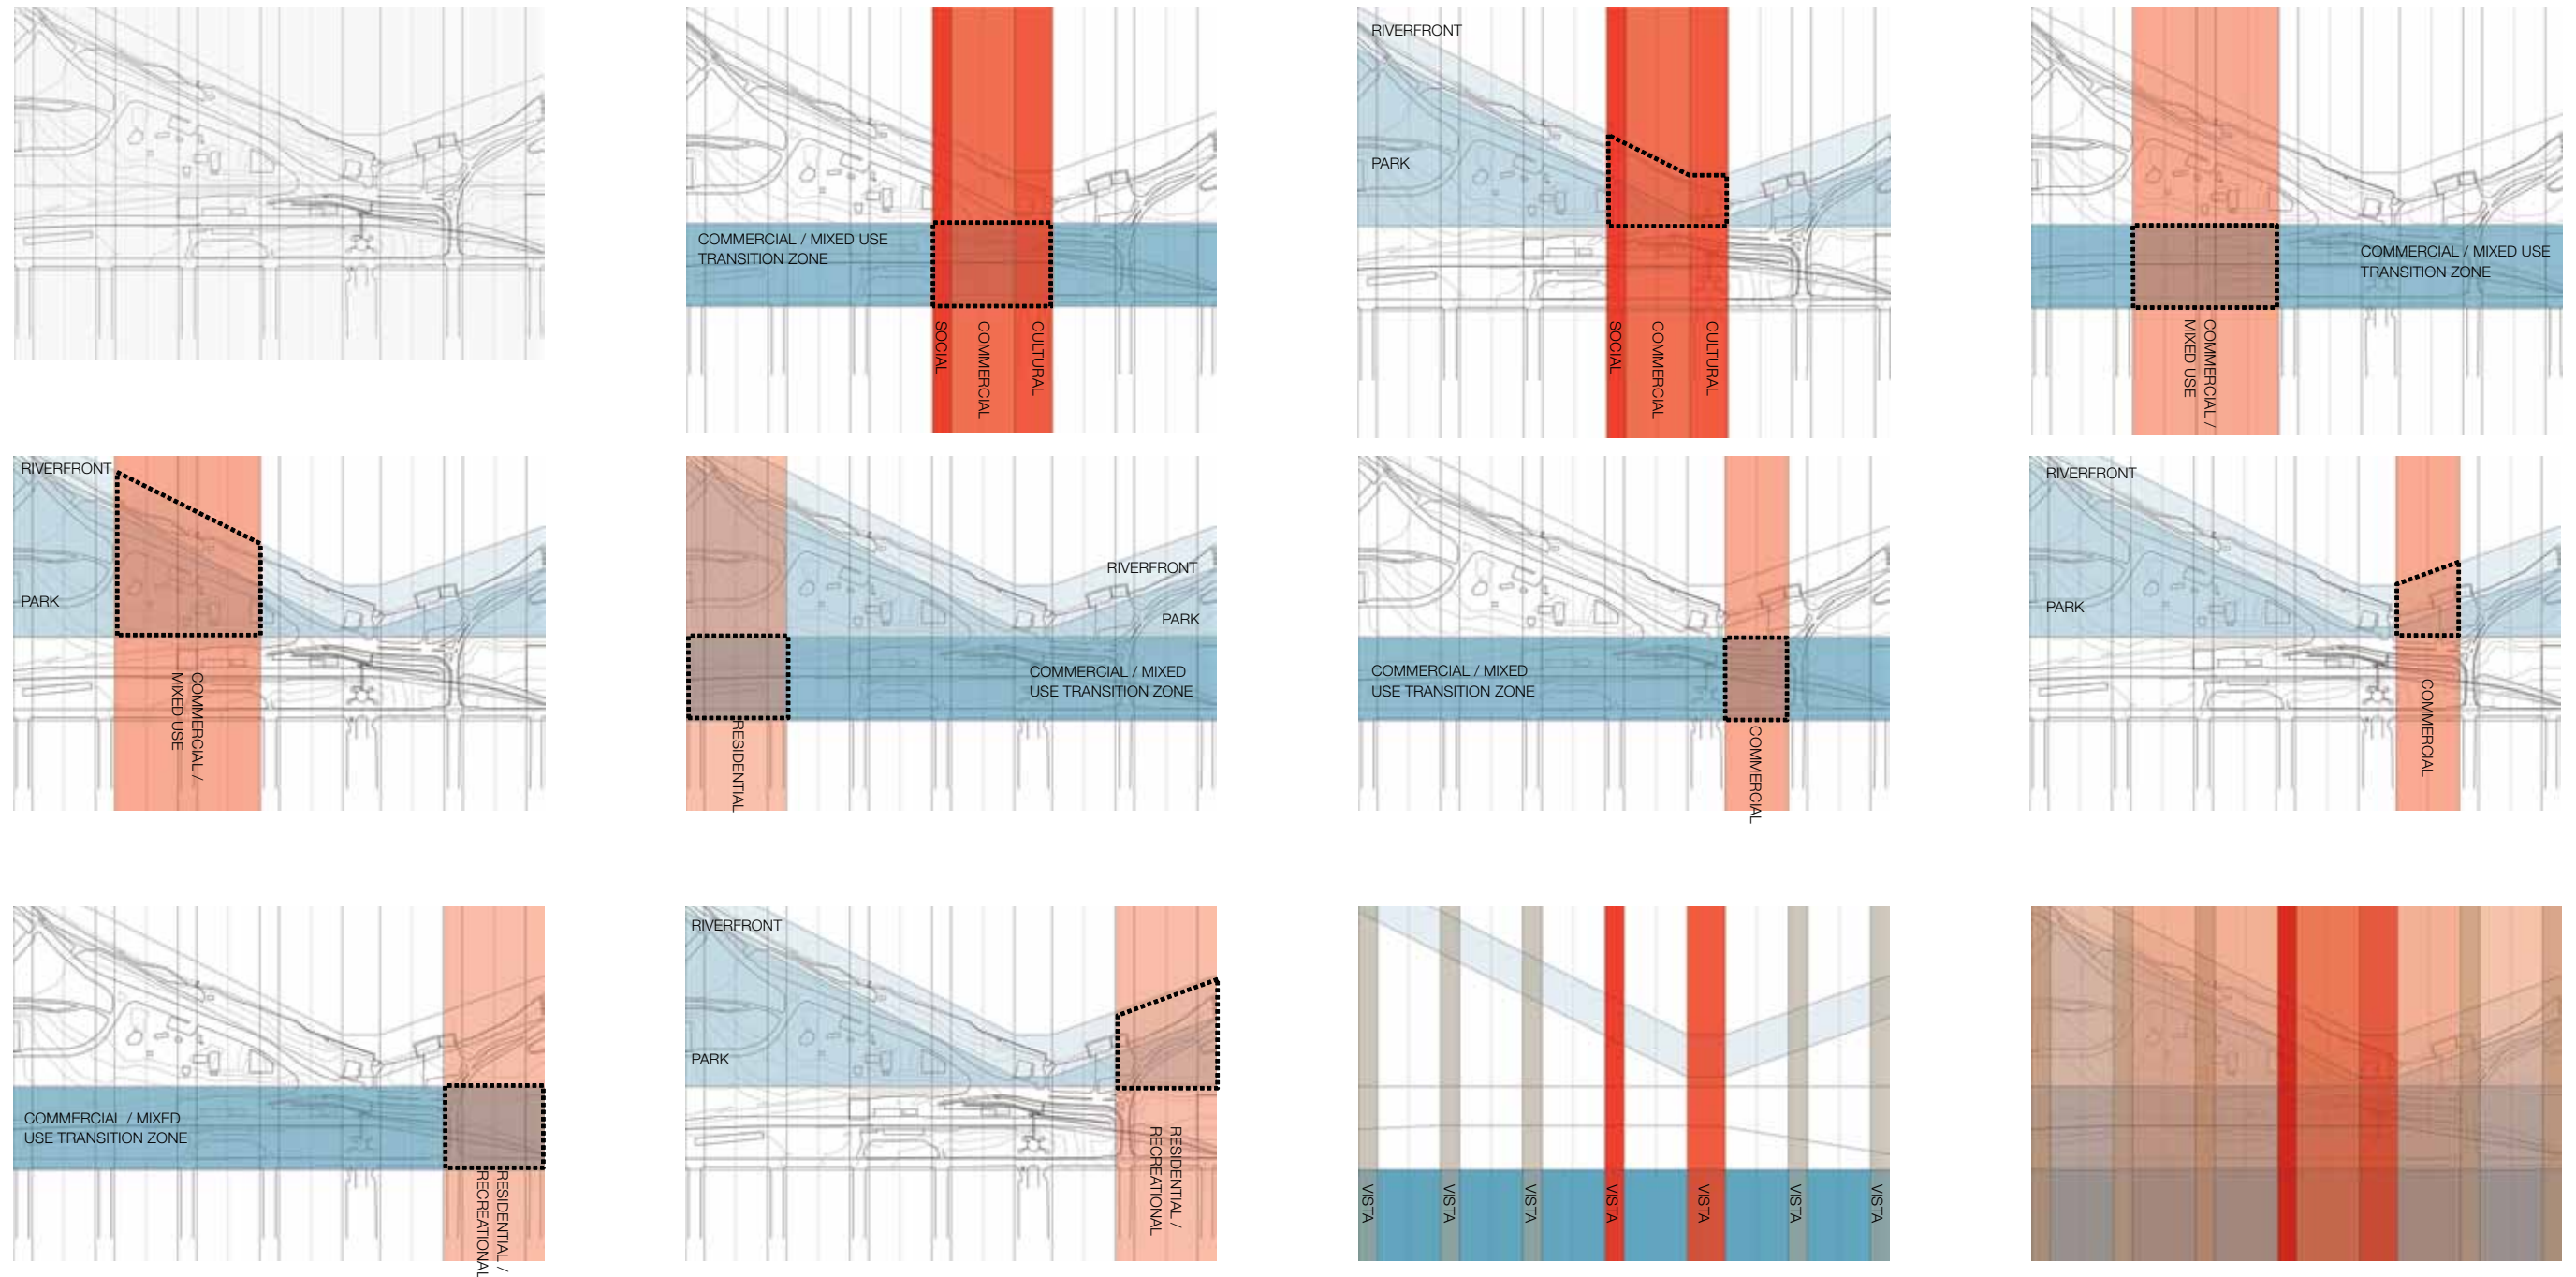 COMMERCIAL / MIXED USE
TRANSITION ZONE
SOCIAL
COMMERCIAL
CULTURAL
RIVERFRONT
PARK
SOCIAL
COMMERCIAL
CULTURAL
COMMERCIAL / MIXED USE
TRANSITION ZONE
COMMERCIAL /
MIXED USE
RIVERFRONT
PARK
COMMERCIAL /
MIXED USE
RIVERFRONT
PARK
COMMERCIAL / MIXED
USE TRANSITION ZONE
RESIDENTIAL
COMMERCIAL / MIXED
USE TRANSITION ZONE
COMMERCIAL
RIVERFRONT
PARK
COMMERCIAL
COMMERCIAL / MIXED
USE TRANSITION ZONE
RESIDENTIAL /
RECREATIONAL
RIVERFRONT
PARK
RESIDENTIAL /
RECREATIONAL
VISTA
VISTA
VISTA
VISTA
VISTA
VISTA
VISTA